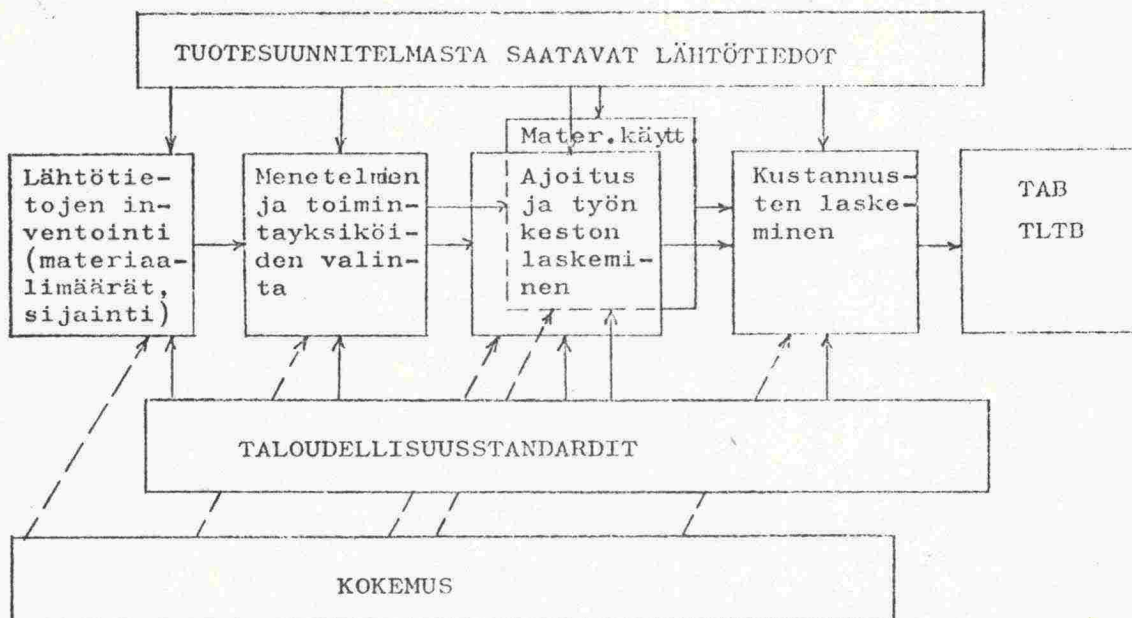 TUOTESUUNNITELMASTA SAATAVAT LÄHTÖTIEDOT
Lähtötie-
tojen in-
ventointi
(materiaa-
limäärät,
sijainti)
Menetelmien
ja toimin-
tayksiköi-
den valin-
ta
Mater.käytt.
Ajoitus
ja työn
keston
laskemi-
nen
Kustannus-
ten laske-
minen
TAB
TLTB
TALOUDELLISUUSSTANDARDIT
KOKEMUS